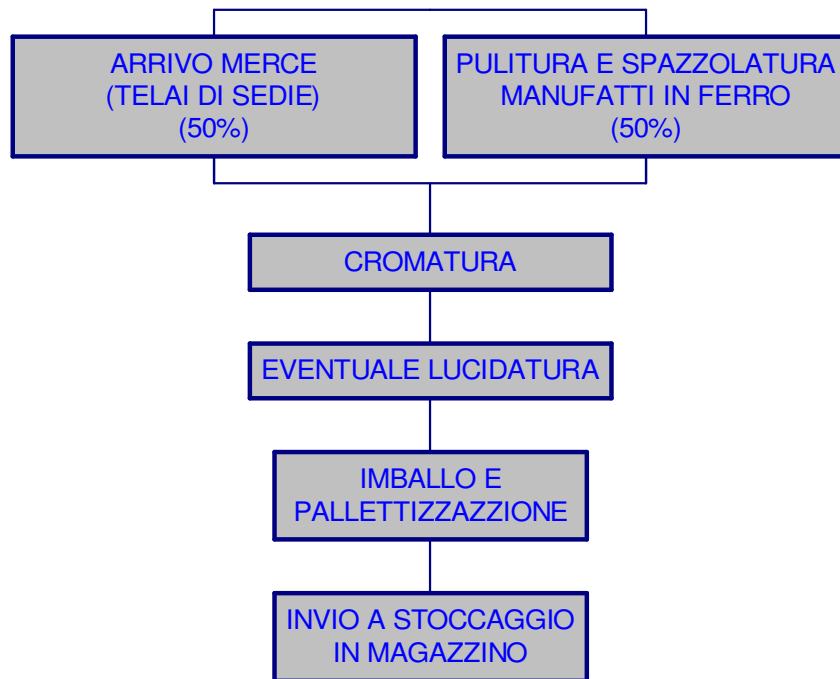 ARRIVO MERCE
(TELAI DI SEDIE)
(50%)
PULITURA E SPAZZOLATURA
MANUFATTI IN FERRO
(50%)
CROMATURA
EVENTUALE LUCIDATURA
IMBALLO E
PALLETTIZZAZZIONE
INVIO A STOCCAGGIO
IN MAGAZZINO